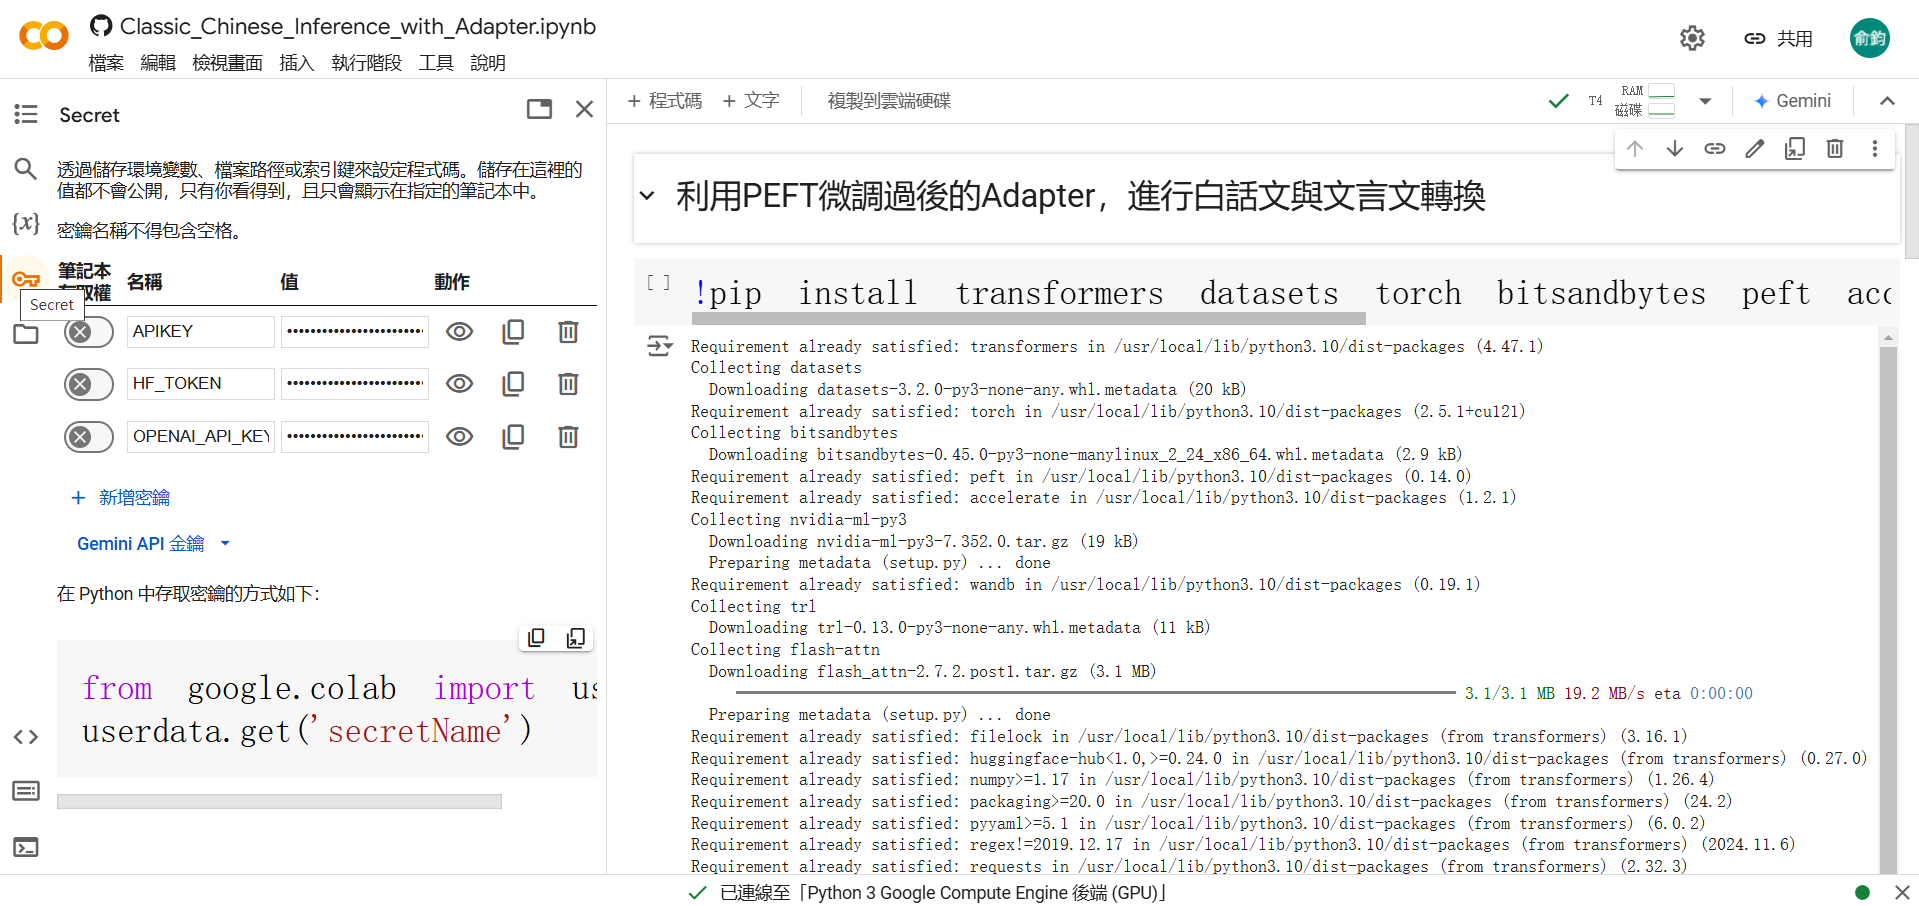 Classic_Chinese_Inference_with_Adapter.ipynb
檔案 編輯 檢視畫面 插入 執行階段 工具 說明
共用
俞鈞
Secret
透過儲存環境變數、檔案路徑或索引鍵來設定程式碼。儲存在這裡的
值都不會公開，只有你看得到，且只會顯示在指定的筆記本中。
密鑰名稱不得包含空格。
筆記本
存取權 名稱 值 動作
Secret
APIKEY
HF_TOKEN
OPENAI_API_KEY
+ 新增密鑰
Gemini API 金鑰
在 Python 中存取密鑰的方式如下：
from google.colab import us
userdata.get('secretName')
+ 程式碼 + 文字 複製到雲端硬碟
T4 RAM
磁碟
Gemini
利用PEFT微調過後的Adapter，進行白話文與文言文轉換
[ ] !pip install transformers datasets torch bitsandbytes peft acc
Requirement already satisfied: transformers in /usr/local/lib/python3.10/dist-packages (4.47.1)
Collecting datasets
Downloading datasets-3.2.0-py3-none-any.whl.metadata (20 kB)
Requirement already satisfied: torch in /usr/local/lib/python3.10/dist-packages (2.5.1+cu121)
Collecting bitsandbytes
Downloading bitsandbytes-0.45.0-py3-none-manylinux_2_24_x86_64.whl.metadata (2.9 kB)
Requirement already satisfied: peft in /usr/local/lib/python3.10/dist-packages (0.14.0)
Requirement already satisfied: accelerate in /usr/local/lib/python3.10/dist-packages (1.2.1)
Collecting nvidia-ml-py3
Downloading nvidia-ml-py3-7.352.0.tar.gz (19 kB)
Preparing metadata (setup.py) ... done
Requirement already satisfied: wandb in /usr/local/lib/python3.10/dist-packages (0.19.1)
Collecting trl
Downloading trl-0.13.0-py3-none-any.whl.metadata (11 kB)
Collecting flash-attn
Downloading flash_attn-2.7.2.post1.tar.gz (3.1 MB)
3.1/3.1 MB 19.2 MB/s eta 0:00:00
Preparing metadata (setup.py) ... done
Requirement already satisfied: filelock in /usr/local/lib/python3.10/dist-packages (from transformers) (3.16.1)
Requirement already satisfied: huggingface-hub<1.0,>=0.24.0 in /usr/local/lib/python3.10/dist-packages (from transformers) (0.27.0)
Requirement already satisfied: numpy>=1.17 in /usr/local/lib/python3.10/dist-packages (from transformers) (1.26.4)
Requirement already satisfied: packaging>=20.0 in /usr/local/lib/python3.10/dist-packages (from transformers) (24.2)
Requirement already satisfied: pyyaml>=5.1 in /usr/local/lib/python3.10/dist-packages (from transformers) (6.0.2)
Requirement already satisfied: regex!=2019.12.17 in /usr/local/lib/python3.10/dist-packages (from transformers) (2024.11.6)
Requirement already satisfied: requests in /usr/local/lib/python3.10/dist-packages (from transformers) (2.32.3)
已連線至「Python 3 Google Compute Engine 後端 (GPU)」